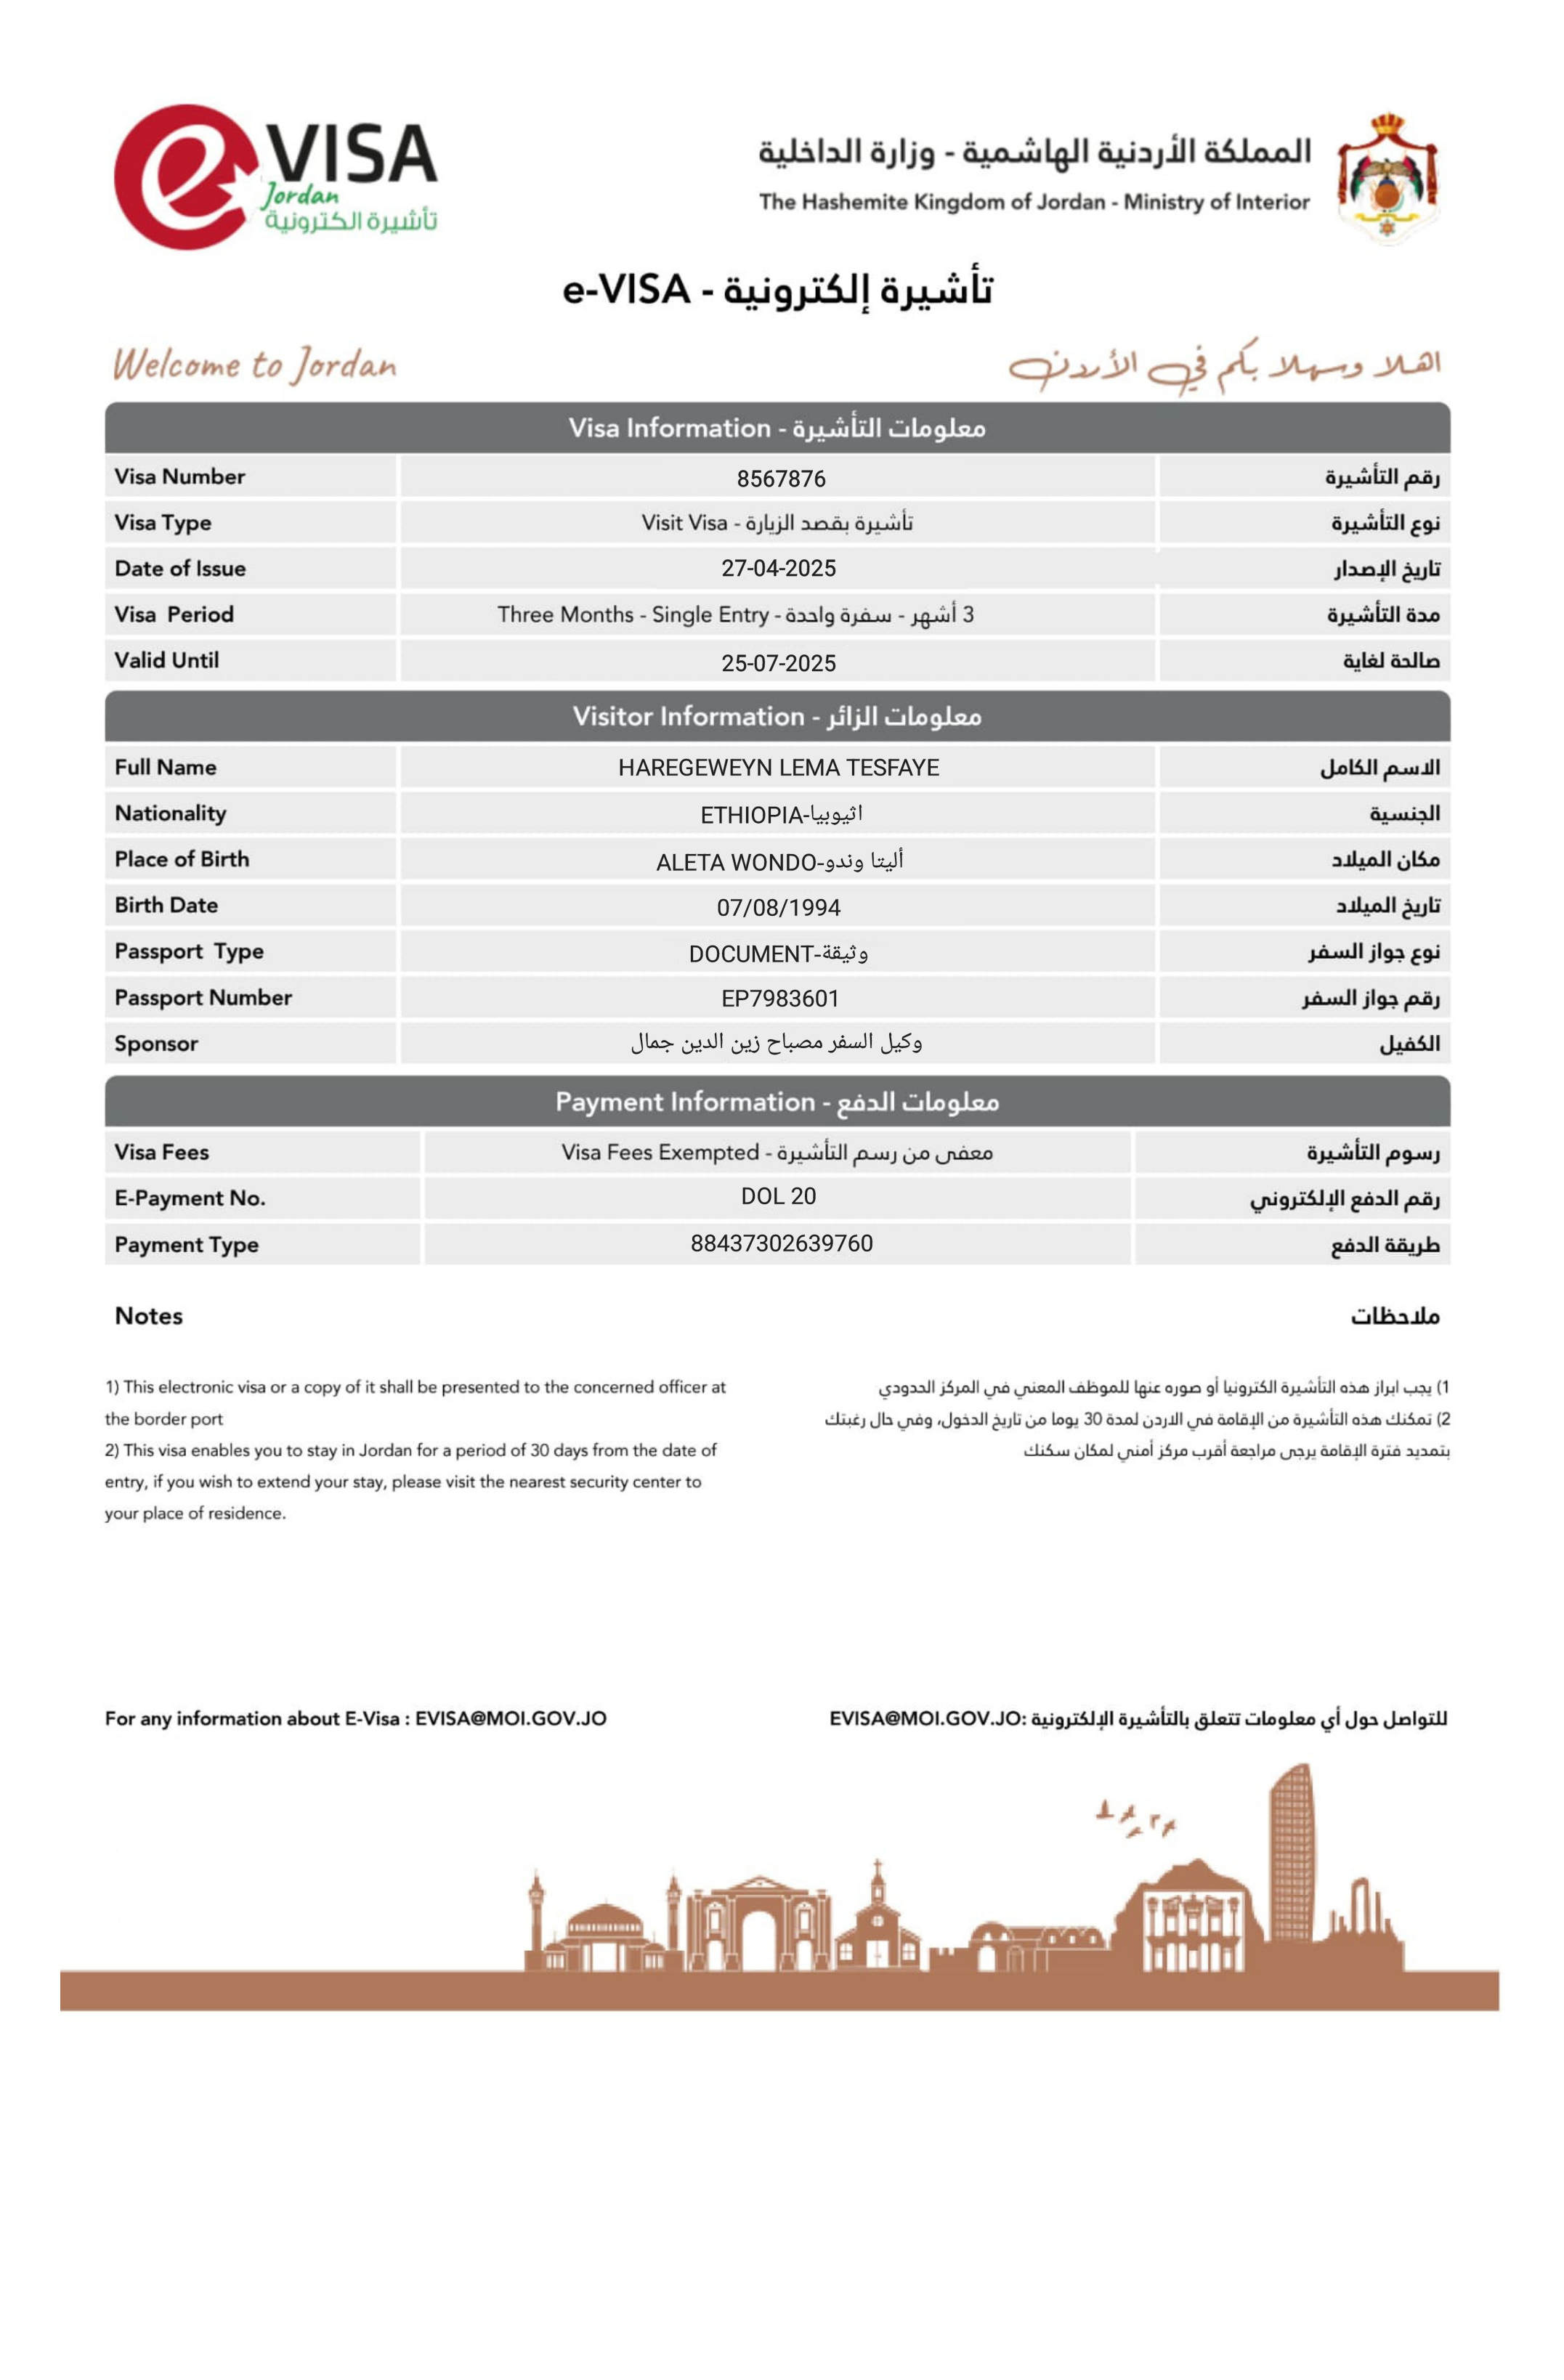 e VISA
Jordan
تأشيرة الكترونية
المملكة الأردنية الهاشمية - وزارة الداخلية
The Hashemite Kingdom of Jordan - Ministry of Interior
e-VISA - تأشيرة إلكترونية
Welcome to Jordan
اهلا وسهلا بكم في الأردن
Visa Information - معلومات التأشيرة
Visa Number 8567876 رقم التأشيرة
Visa Type Visit Visa - تأشيرة بقصد الزيارة نوع التأشيرة
Date of Issue 27-04-2025 تاريخ الإصدار
Visa Period Three Months - Single Entry - 3 أشهر - سفرة واحدة مدة التأشيرة
Valid Until 25-07-2025 صالحة لغاية
Visitor Information - معلومات الزائر
Full Name HAREGEWEYN LEMA TESFAYE الاسم الكامل
Nationality ETHIOPIA-اثيوبيا الجنسية
Place of Birth ALETA WONDO-أليتا وندو مكان الميلاد
Birth Date 07/08/1994 تاريخ الميلاد
Passport Type DOCUMENT-وثيقة نوع جواز السفر
Passport Number EP7983601 رقم جواز السفر
Sponsor وكيل السفر مصباح زين الدين جمال الكفيل
Payment Information - معلومات الدفع
Visa Fees Visa Fees Exempted - معفى من رسم التأشيرة رسوم التأشيرة
E-Payment No. DOL 20 رقم الدفع الإلكتروني
Payment Type 88437302639760 طريقة الدفع
Notes
ملاحظات
1) This electronic visa or a copy of it shall be presented to the concerned officer at
the border port
2) This visa enables you to stay in Jordan for a period of 30 days from the date of
entry, if you wish to extend your stay, please visit the nearest security center to
your place of residence.
1) يجب ابراز هذه التأشيرة الكترونيا أو صوره عنها للموظف المعني في المركز الحدودي
2) تمكنك هذه التأشيرة من الإقامة في الاردن لمدة 30 يوما من تاريخ الدخول، وفي حال رغبتك
بتمديد فترة الإقامة يرجى مراجعة أقرب مركز أمني لمكان سكنك
For any information about E-Visa : EVISA@MOI.GOV.JO
للتواصل حول أي معلومات تتعلق بالتأشيرة الإلكترونية :EVISA@MOI.GOV.JO